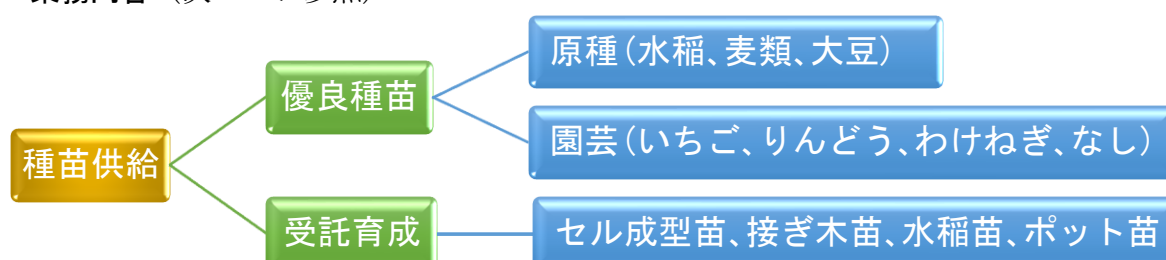 種苗供給
優良種苗
原種(水稲、麦類、大豆)
園芸(いちご、りんどう、わけねぎ、なし)
受託育成
セル成型苗、接ぎ木苗、水稲苗、ポット苗